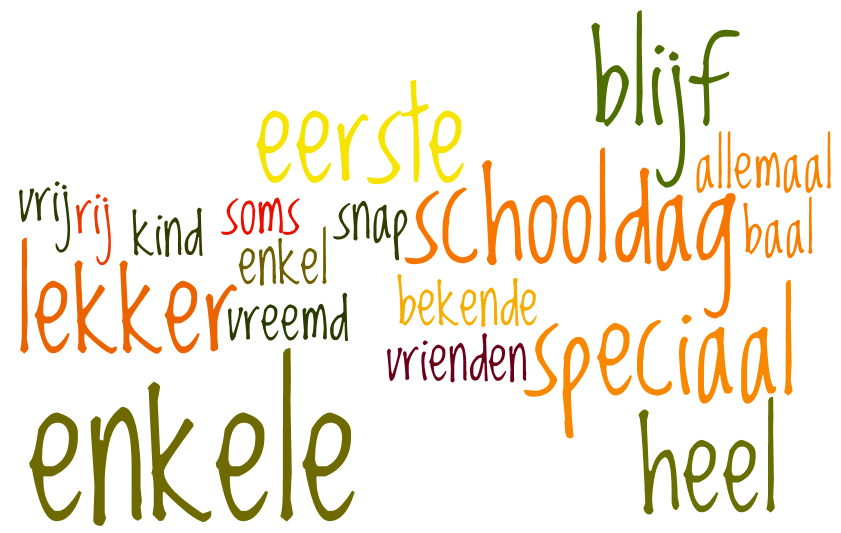 blijf
eerste
allemaal
schooldag
vrij
rij
kind
soms
snap
baal
enkel
lekker
vreemd
bekende
vrienden
speciaal
enkele
heel